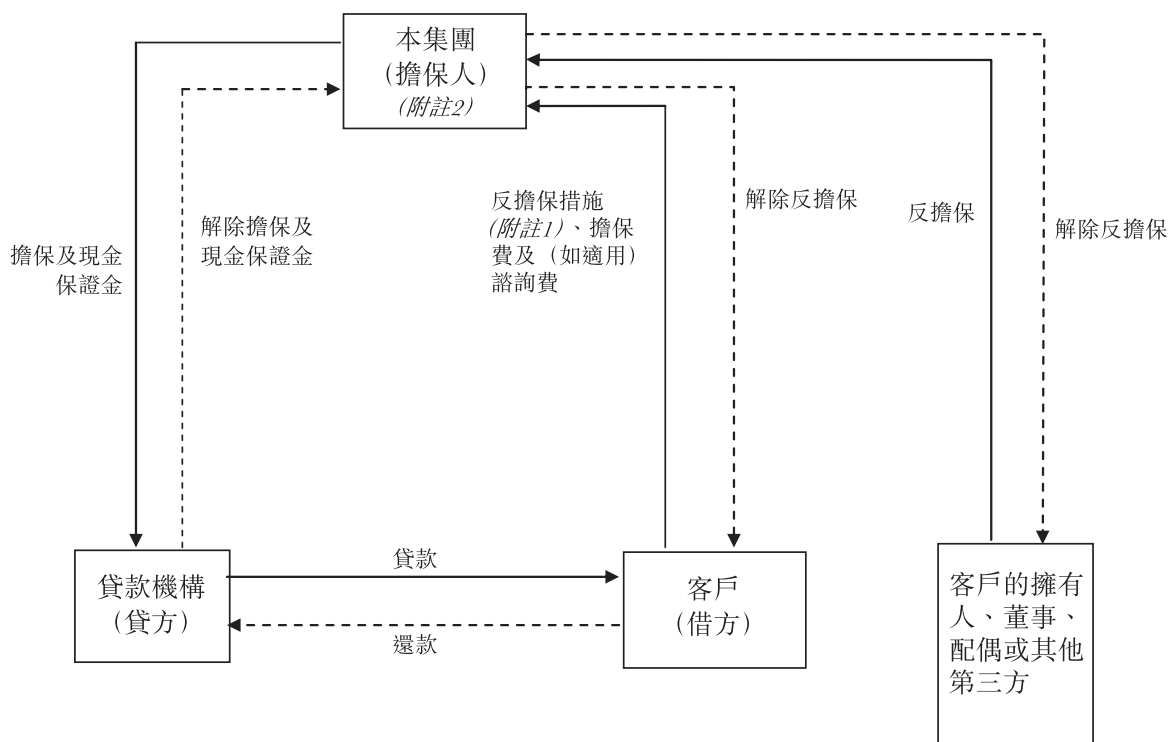 本集團
(擔保人)
(附註2)
擔保及現金
保證金
解除擔保及
現金保證金
反擔保措施
(附註1)、擔保
費及(如適用)
諮詢費
解除反擔保
反擔保
解除反擔保
貸款機構
(貸方)
貸款
還款
客戶
(借方)
客戶的擁有
人、董事、
配偶或其他
第三方